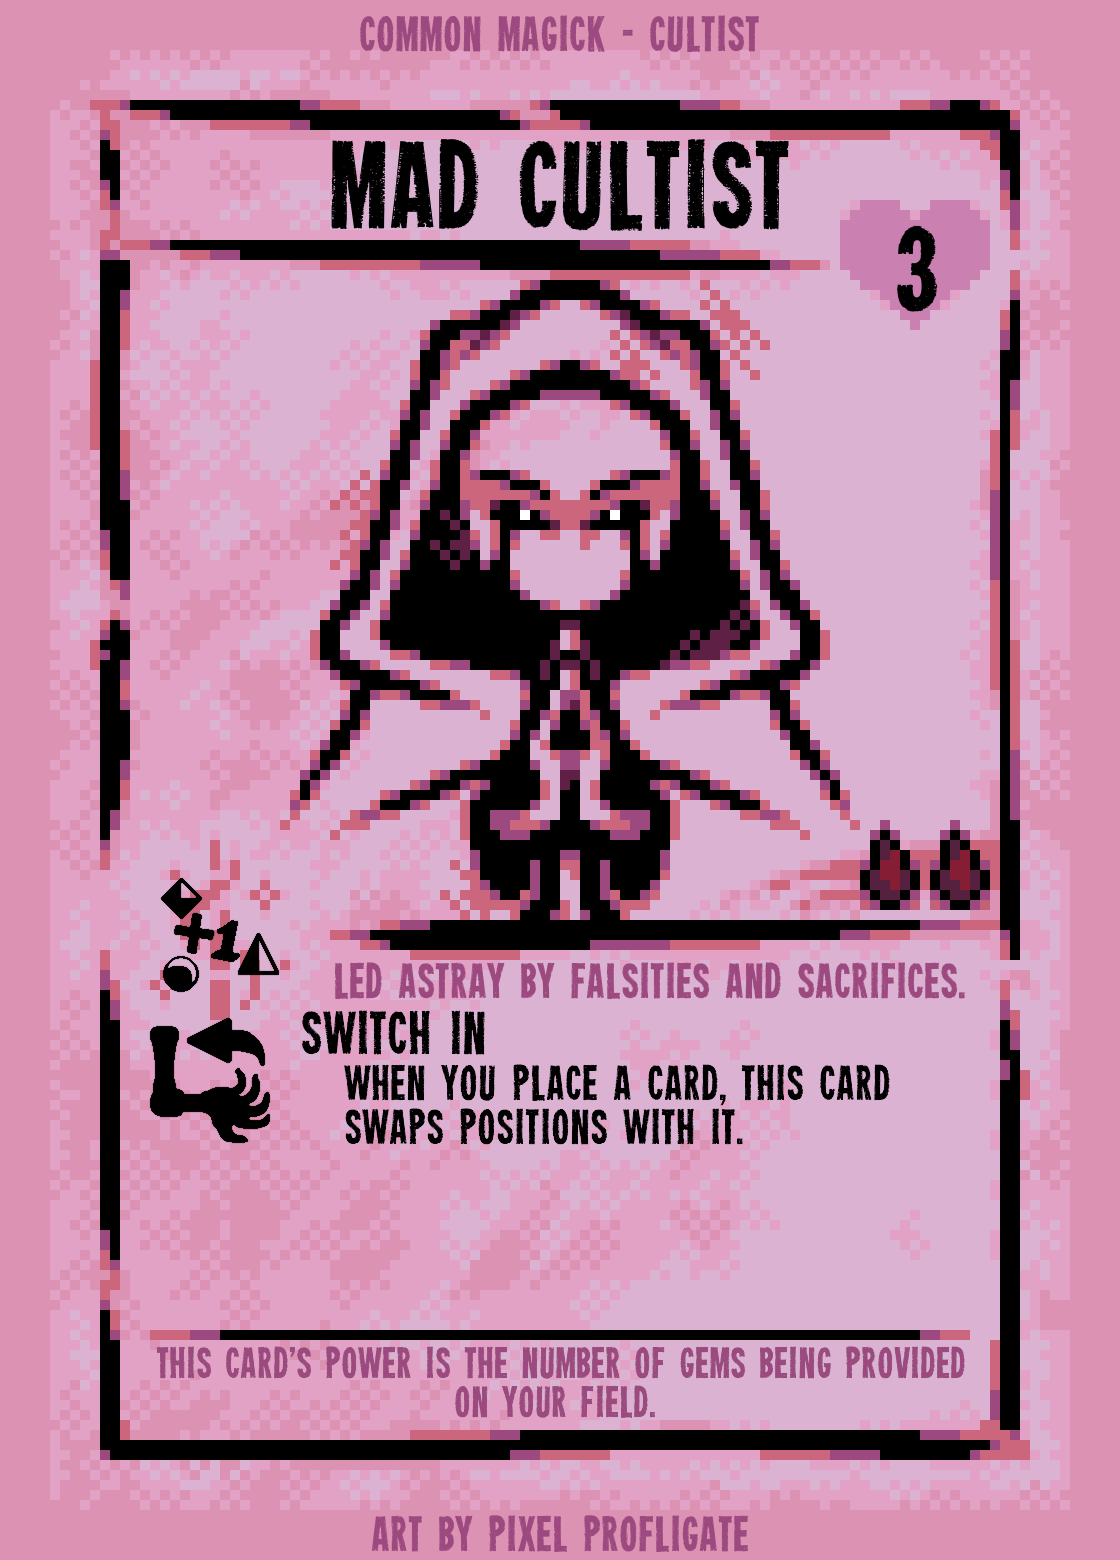 COMMON MAGICK - CULTIST
MAD CULTIST
3
+1
LED ASTRAY BY FALSITIES AND SACRIFICES.
SWITCH IN
WHEN YOU PLACE A CARD, THIS CARD
SWAPS POSITIONS WITH IT.
THIS CARD'S POWER IS THE NUMBER OF GEMS BEING PROVIDED
ON YOUR FIELD.
ART BY PIXEL PROFLIGATE